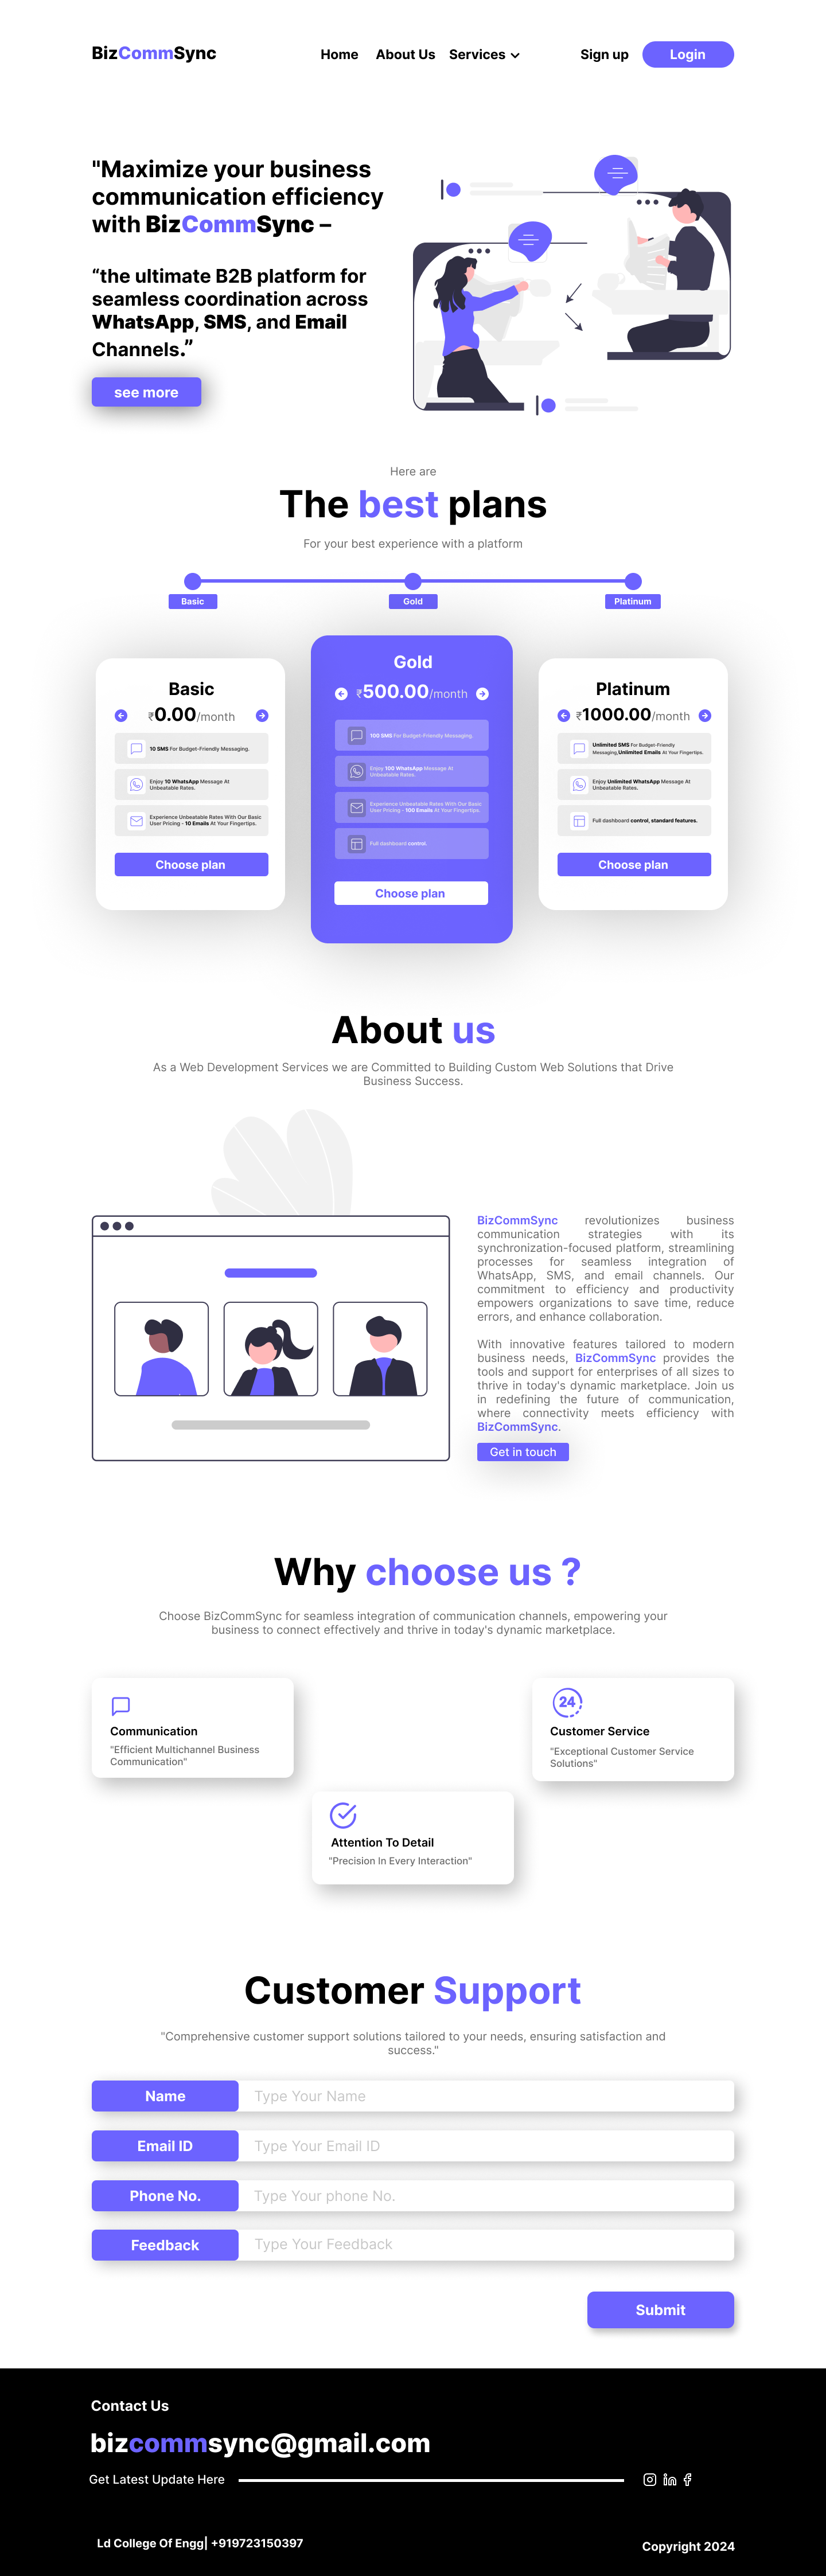 BizCommSync
Home About Us Services
Sign up Login
"Maximize your business
communication efficiency
with BizCommSync –
“the ultimate B2B platform for
seamless coordination across
WhatsApp, SMS, and Email
Channels.”
see more
Here are
The best plans
For your best experience with a platform
Basic
Gold
Platinum
Basic
₹0.00/month
10 SMS For Budget-Friendly Messaging.
Enjoy 10 WhatsApp Message At
Unbeatable Rates.
Experience Unbeatable Rates With Our Basic
User Pricing - 10 Emails At Your Fingertips.
Choose plan
Gold
₹500.00/month
100 SMS For Budget-Friendly Messaging.
Enjoy 100 WhatsApp Message At
Unbeatable Rates.
Experience Unbeatable Rates With Our Basic
User Pricing - 100 Emails At Your Fingertips.
Full dashboard control.
Choose plan
Platinum
₹1000.00/month
Unlimited SMS For Budget-Friendly
Messaging,Unlimited Emails At Your Fingertips.
Enjoy Unlimited WhatsApp Message At
Unbeatable Rates.
Full dashboard control, standard features.
Choose plan
About us
As a Web Development Services we are Committed to Building Custom Web Solutions that Drive
Business Success.
BizCommSync revolutionizes business
communication strategies with its
synchronization-focused platform, streamlining
processes for seamless integration of
WhatsApp, SMS, and email channels. Our
commitment to efficiency and productivity
empowers organizations to save time, reduce
errors, and enhance collaboration.
With innovative features tailored to modern
business needs, BizCommSync provides the
tools and support for enterprises of all sizes to
thrive in today's dynamic marketplace. Join us
in redefining the future of communication,
where connectivity meets efficiency with
BizCommSync.
Get in touch
Why choose us ?
Choose BizCommSync for seamless integration of communication channels, empowering your
business to connect effectively and thrive in today's dynamic marketplace.
Communication
"Efficient Multichannel Business
Communication"
24
Customer Service
"Exceptional Customer Service
Solutions"
Attention To Detail
"Precision In Every Interaction"
Customer Support
"Comprehensive customer support solutions tailored to your needs, ensuring satisfaction and
success."
Name Type Your Name
Email ID Type Your Email ID
Phone No. Type Your phone No.
Feedback Type Your Feedback
Submit
Contact Us
bizcommsync@gmail.com
Get Latest Update Here
Ld College Of Engg| +919723150397
Copyright 2024